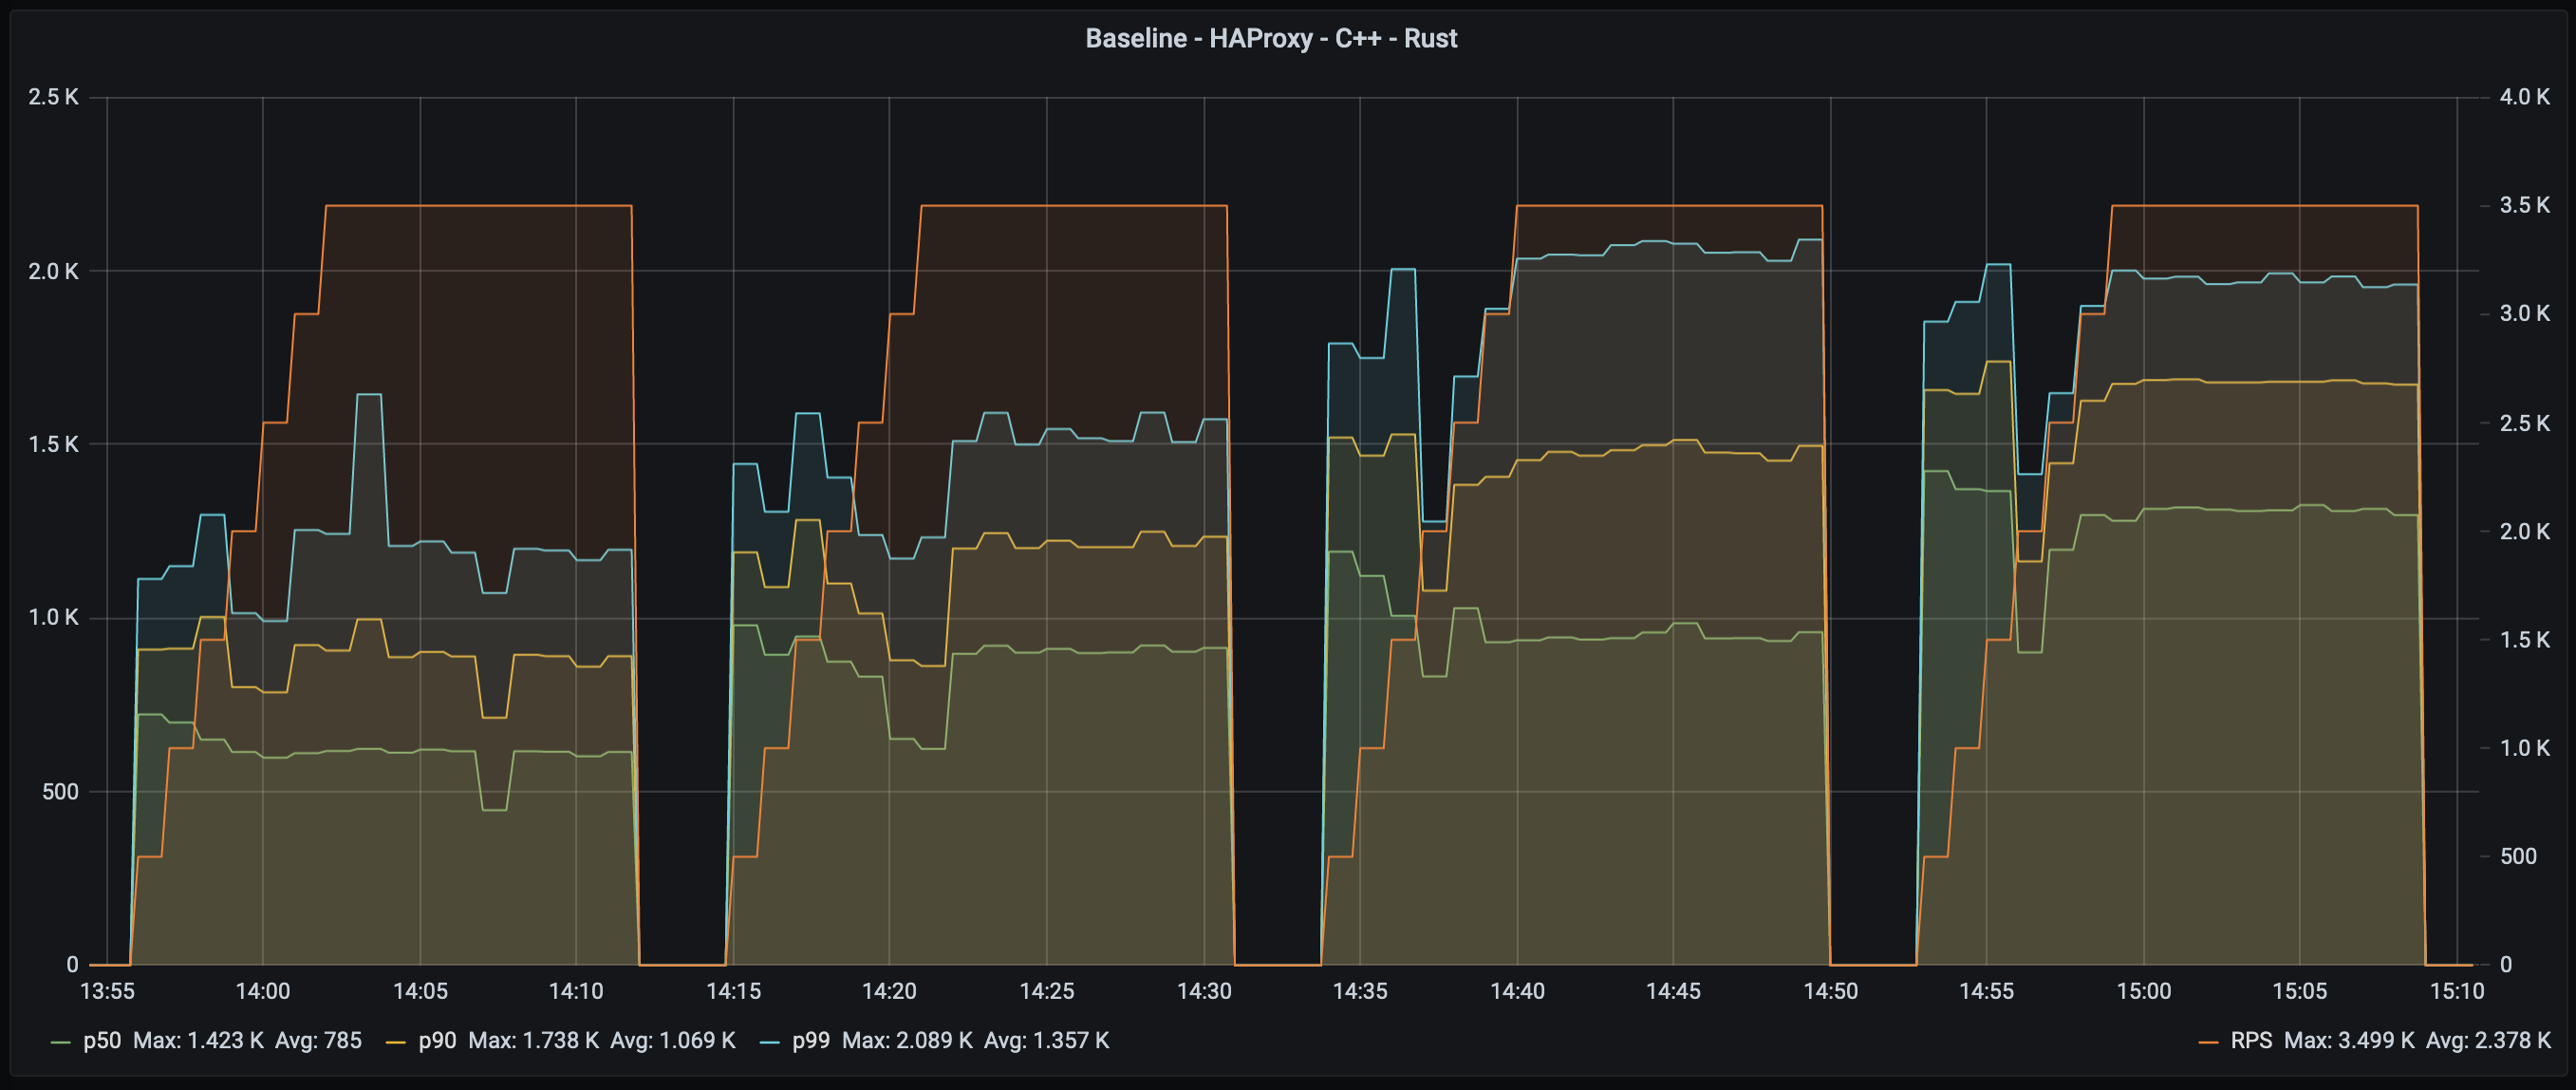 Baseline - HAProxy - C++ - Rust
2.5 K
2.0 K
1.5 K
1.0 K
500
0
4.0 K
3.5 K
3.0 K
2.5 K
2.0 K
1.5 K
1.0 K
500
0
13:55 14:00 14:05 14:10 14:15 14:20 14:25 14:30 14:35 14:40 14:45 14:50 14:55 15:00 15:05 15:10
p50 Max: 1.423 K Avg: 785 p90 Max: 1.738 K Avg: 1.069 K p99 Max: 2.089 K Avg: 1.357 K RPS Max: 3.499 K Avg: 2.378 K